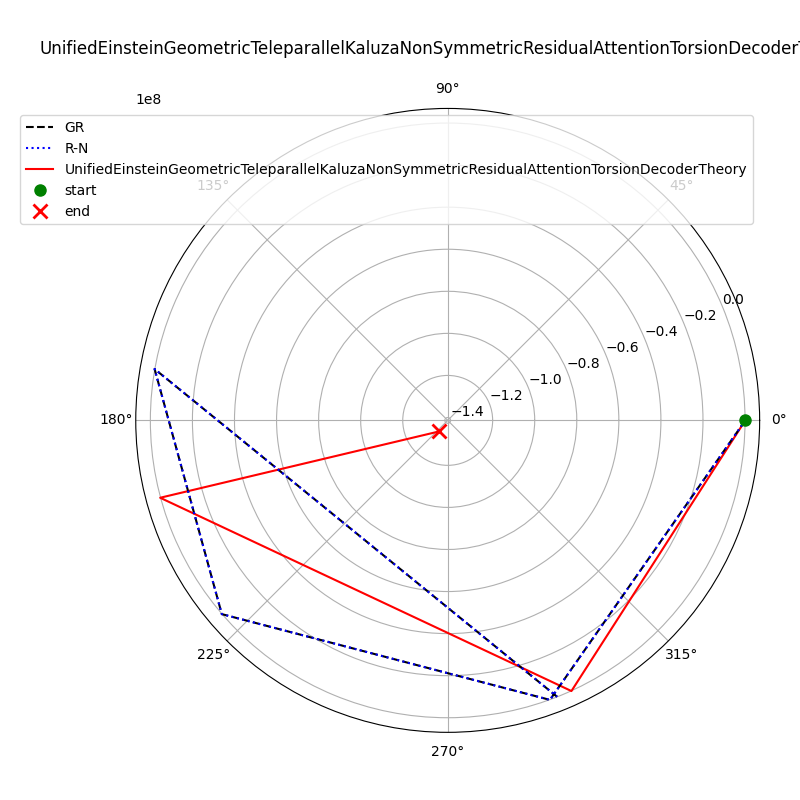 UnifiedEinsteinGeometricTeleparallelKaluzaNonSymmetricResidualAttentionTorsionDecoderT
90°
1e8
GR
R-N
UnifiedEinsteinGeometricTeleparallelKaluzaNonSymmetricResidualAttentionTorsionDecoderTheory
start
end
135°
45°
0.0
−0.2
−0.4
−0.6
−0.8
−1.0
−1.2
−1.4
180°
0°
225°
315°
270°